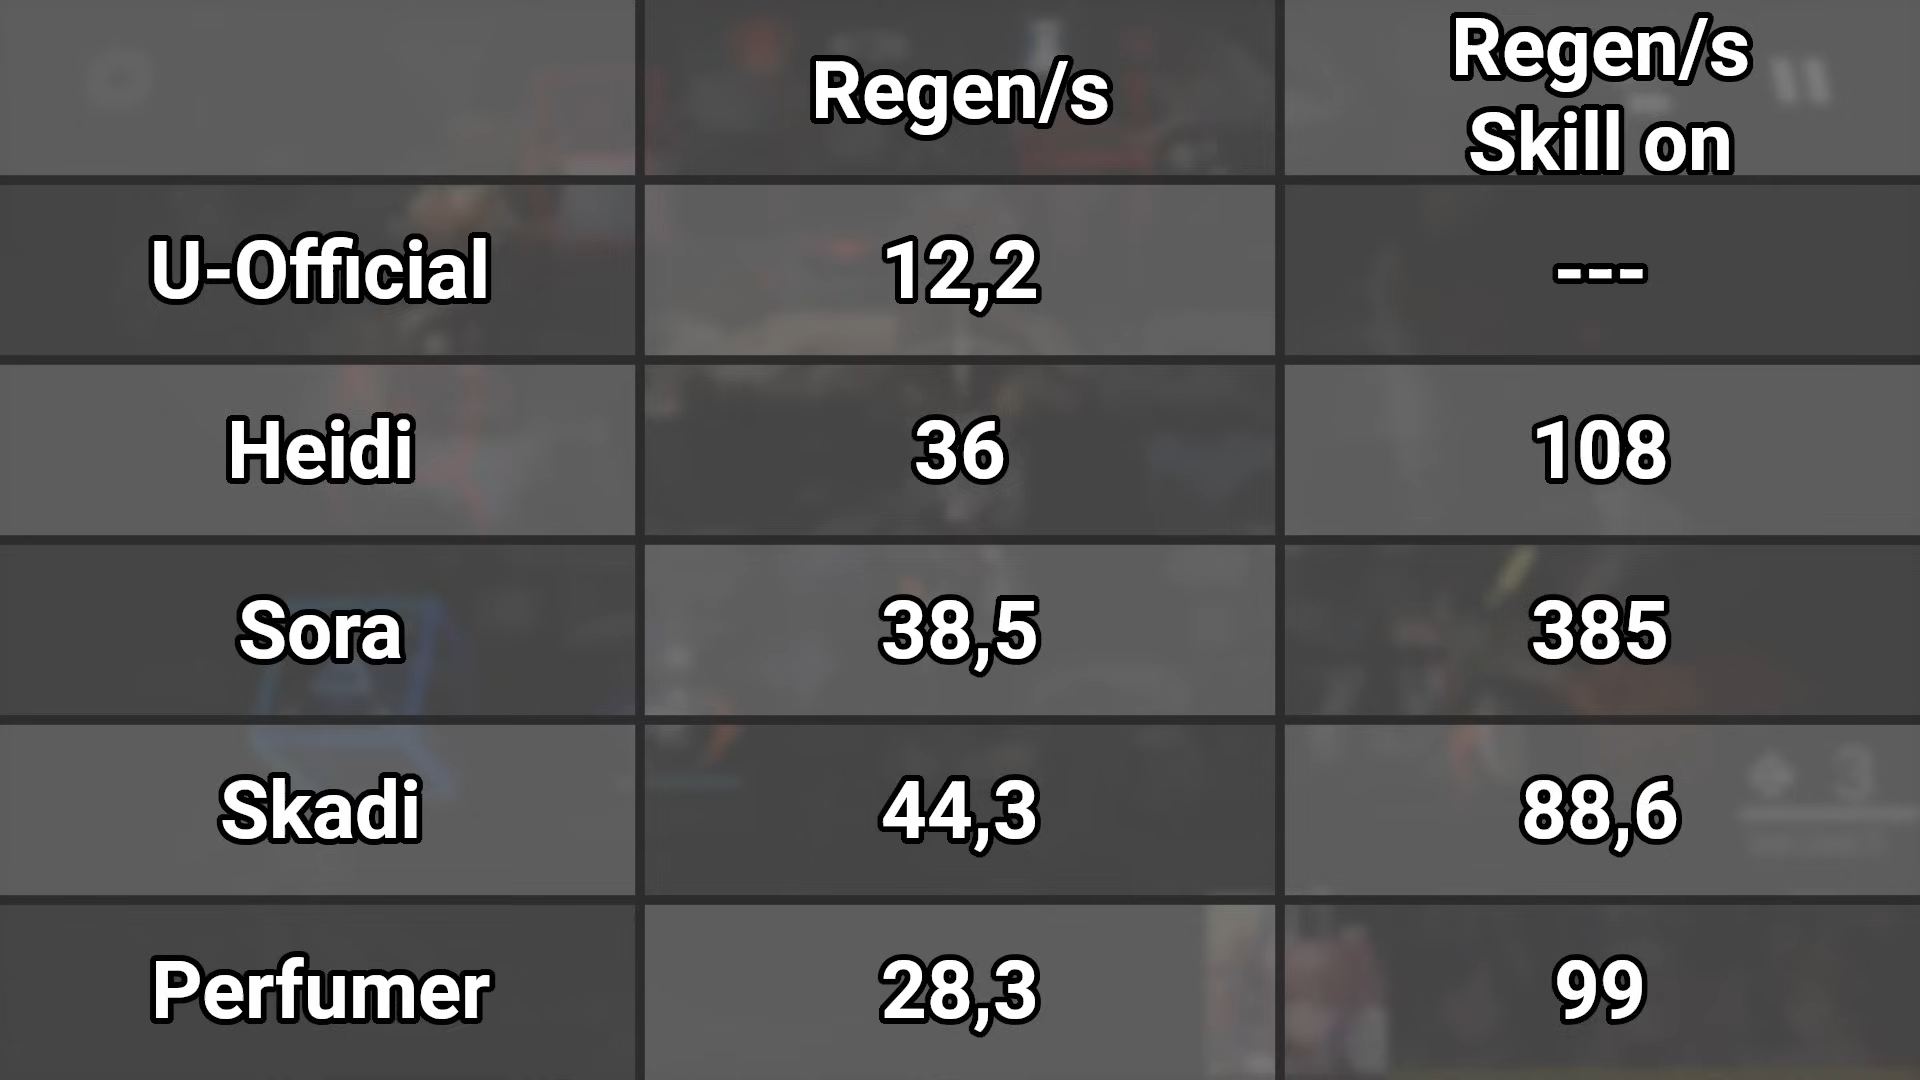 Regen/s
Regen/s
Skill on
U-Official
12,2
---
Heidi
36
108
Sora
38,5
385
Skadi
44,3
88,6
Perfumer
28,3
99
3